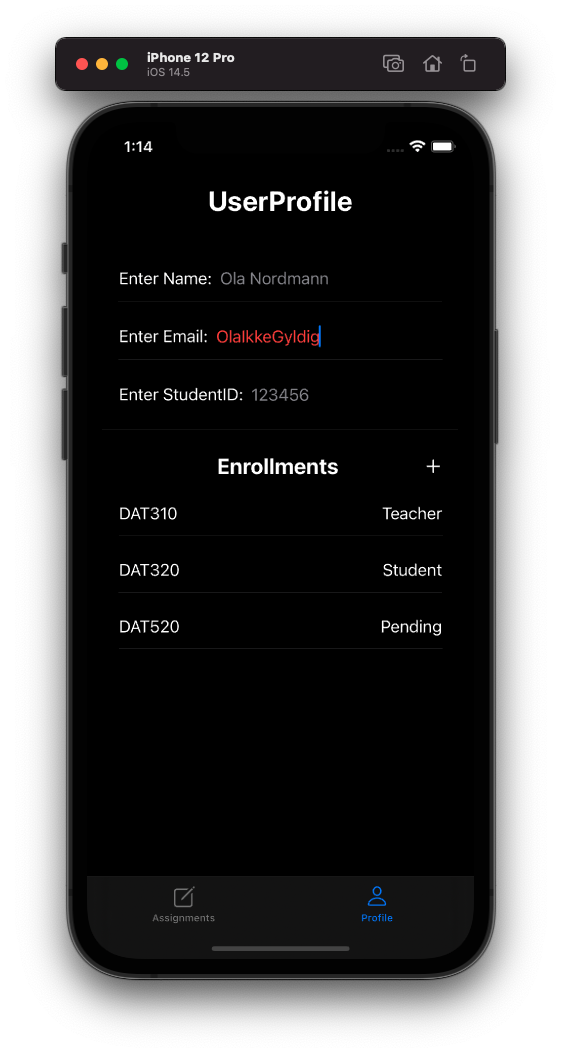 iPhone 12 Pro
iOS 14.5
1:14
UserProfile
Enter Name: Ola Nordmann
Enter Email: OlaIkkeGyldig
Enter StudentID: 123456
Enrollments +
DAT310 Teacher
DAT320 Student
DAT520 Pending
Assignments Profile